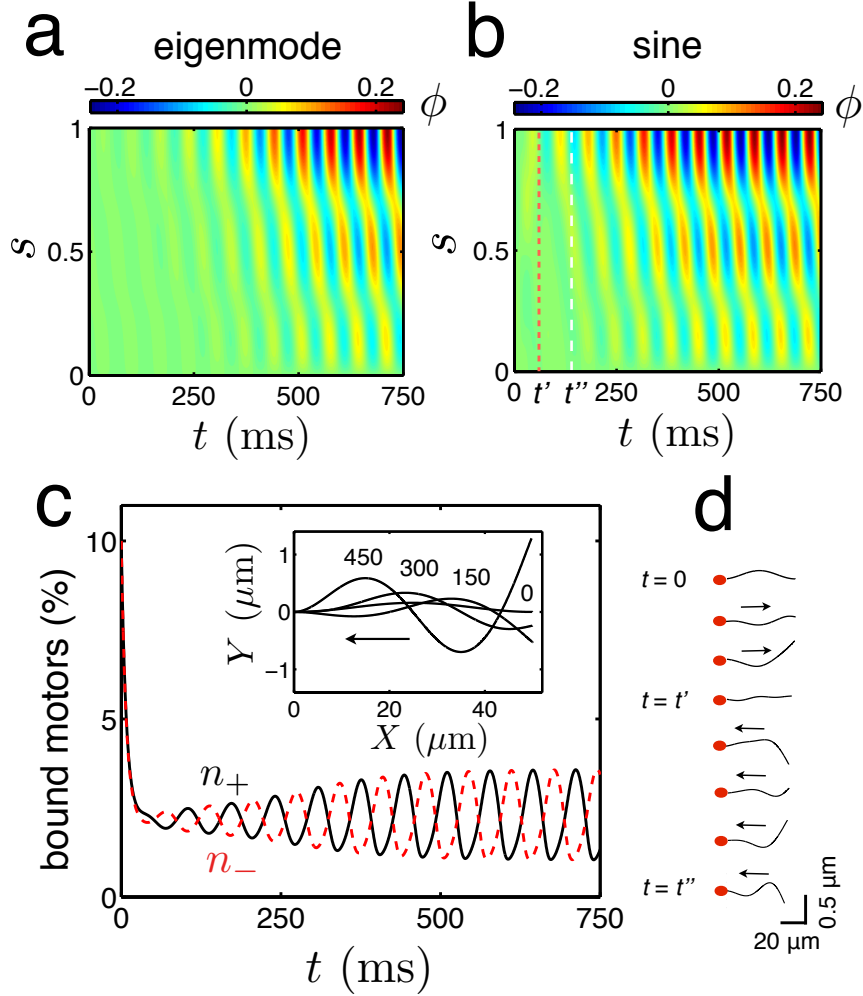 a
eigenmode
−0.2 0 0.2
ϕ
1
0.5
0
s
0 250 500 750
t (ms)
b
sine
−0.2 0 0.2
ϕ
1
0.5
0
s
0 t' t'' 250 500 750
t (ms)
c
bound motors (%)
10
5
0
n+
n−
0 250 500 750
t (ms)
Y (μm)
1
0
−1
450
300
150
0
0 20 40
X (μm)
d
t = 0
t = t'
t = t''
0.5 μm
20 μm